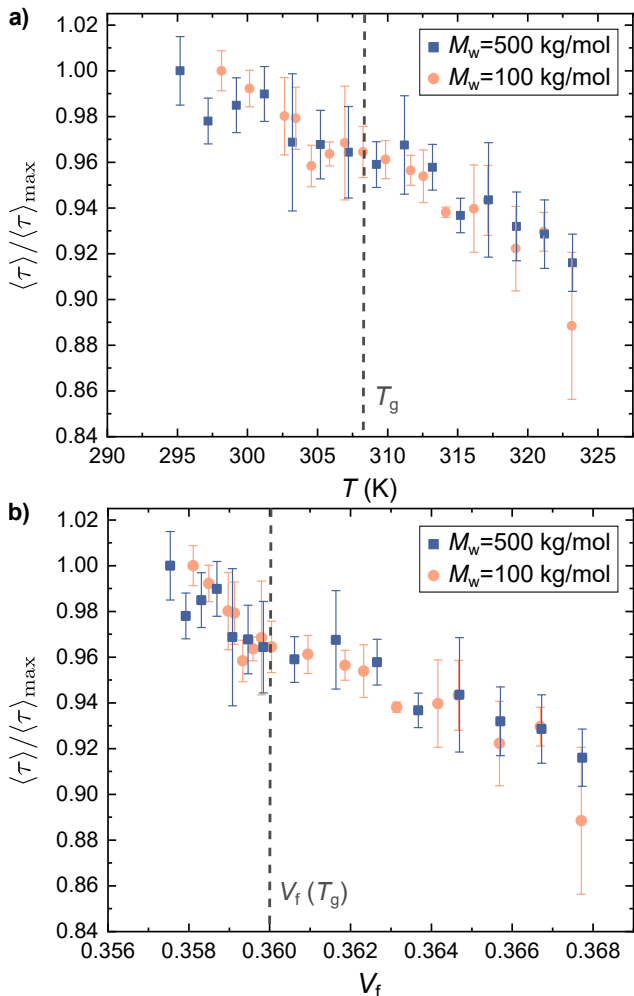 a)
1.02
1.00
0.98
0.96
0.94
0.92
0.90
0.88
0.86
0.84
⟨τ⟩/⟨τ⟩max
Mw=500 kg/mol
Mw=100 kg/mol
Tg
290 295 300 305 310 315 320 325
T (K)
b)
1.02
1.00
0.98
0.96
0.94
0.92
0.90
0.88
0.86
0.84
⟨τ⟩/⟨τ⟩max
Mw=500 kg/mol
Mw=100 kg/mol
Vf (Tg)
0.356 0.358 0.360 0.362 0.364 0.366 0.368
Vf